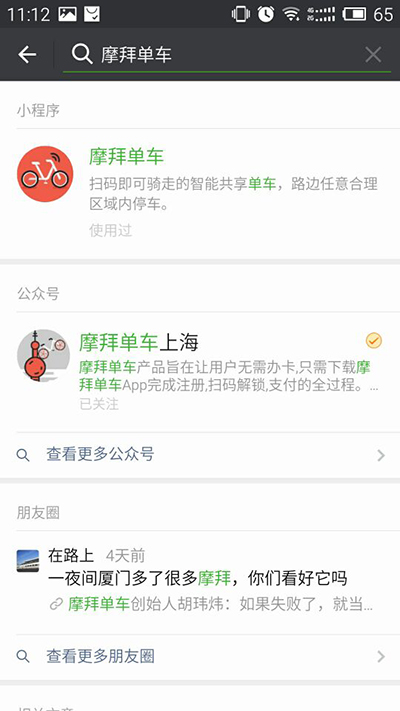 11:12
65
摩拜单车
小程序
摩拜单车
扫码即可骑走的智能共享单车，路边任意合理
区域内停车。
使用过
公众号
摩拜单车上海
摩拜单车产品旨在让用户无需办卡,只需下载摩
拜单车App完成注册,扫码解锁,支付的全过程。...
已关注
查看更多公众号
朋友圈
在路上 4天前
一夜间厦门多了很多摩拜，你们看好它吗
摩拜单车创始人胡玮炜：如果失败了，就当...
查看更多朋友圈